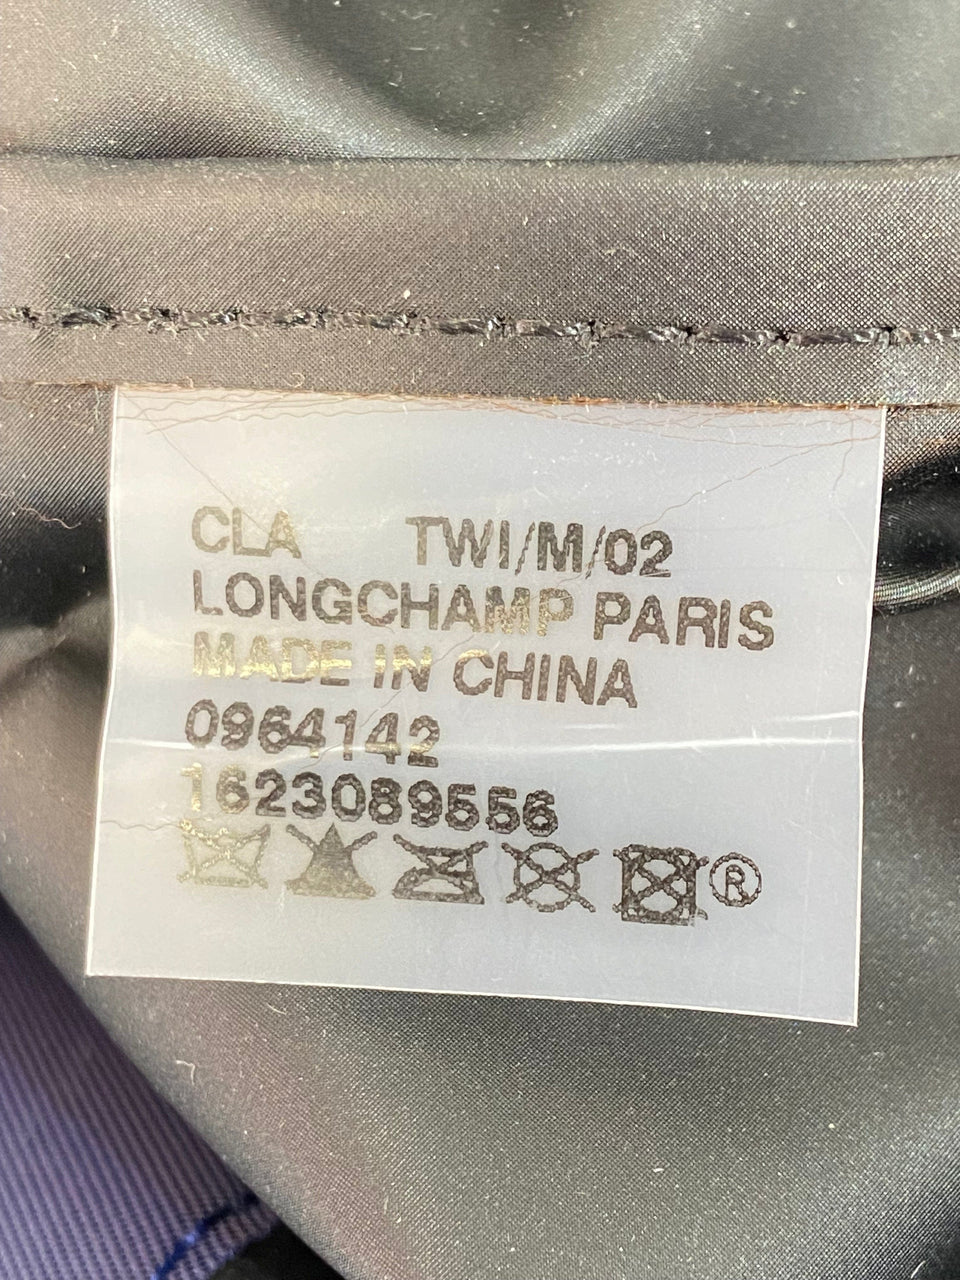 CLA TWI/M/02
LONGCHAMP PARIS
MADE IN CHINA
0964142
1623089556
®